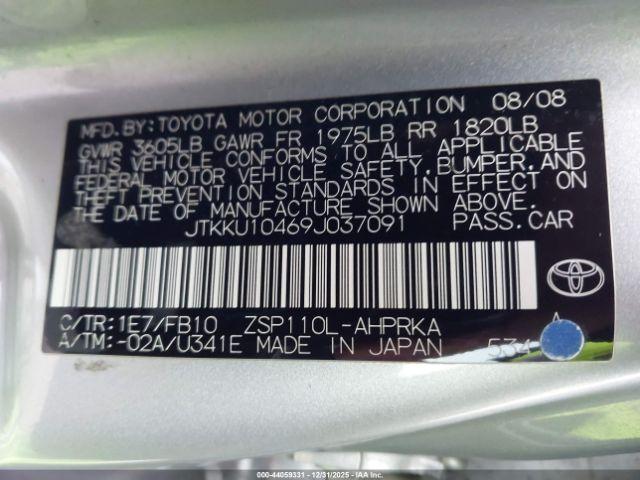 MFD.BY:TOYOTA MOTOR CORPORATION 08/08
GVWR 3605LB GAWR FR 1975LB RR 1820LB
THIS VEHICLE CONFORMS TO ALL APPLICABLE
FEDERAL MOTOR VEHICLE SAFETY,BUMPER,AND
THEFT PREVENTION STANDARDS IN EFFECT ON
THE DATE OF MANUFACTURE SHOWN ABOVE.
JTKKU10469J037091 PASS.CAR
C/TR:1E7/FB10 ZSP110L-AHPRKA A
A/TM:-02A/U341E MADE IN JAPAN 534
000-44059331 - 12/31/2025 - IAAI.COM